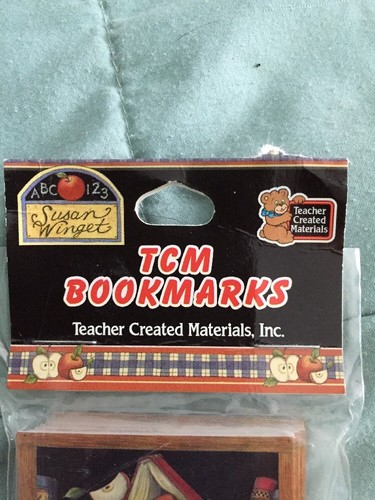 ABC 123
Susan
Winget
Teacher
Created
Materials
TCM
BOOKMARKS
Teacher Created Materials, Inc.